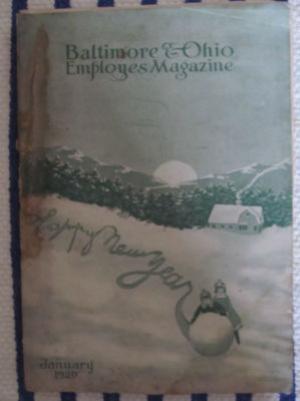 Baltimore & Ohio
Employes Magazine
Happy New Year
January
1920